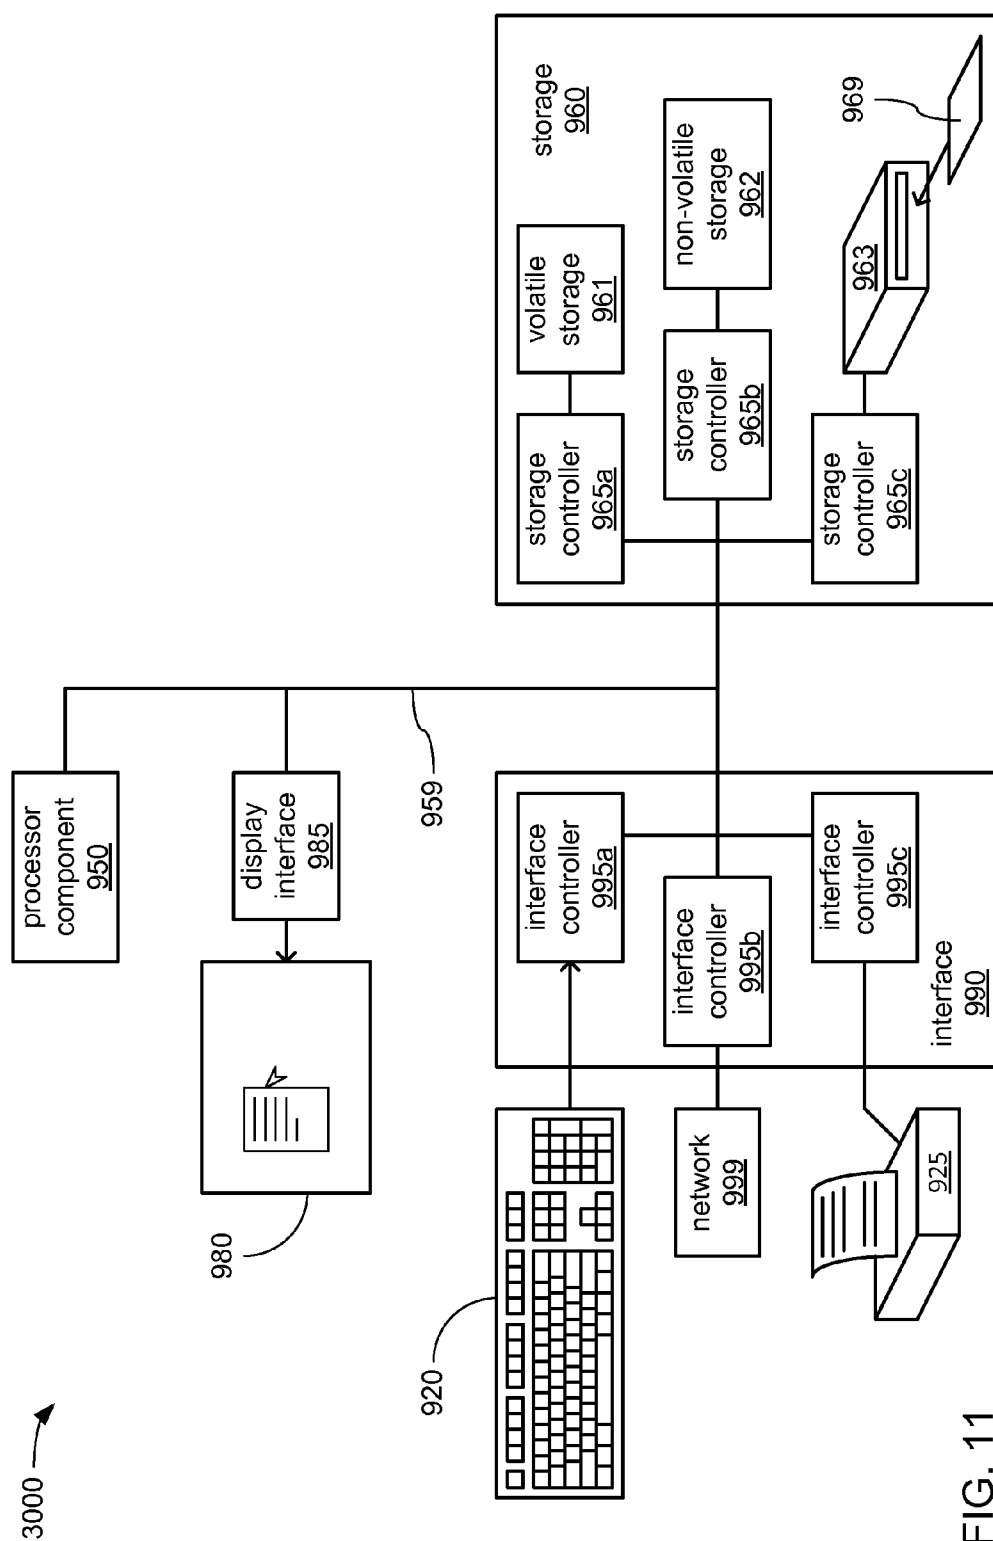 3000
processor
component
950
display
interface
985
980
959
920
interface
controller
995a
interface
controller
995b
interface
controller
995c
interface
990
network
999
925
storage
960
volatile
storage
961
storage
controller
965a
non-volatile
storage
962
storage
controller
965b
963
969
storage
controller
965c
FIG. 11